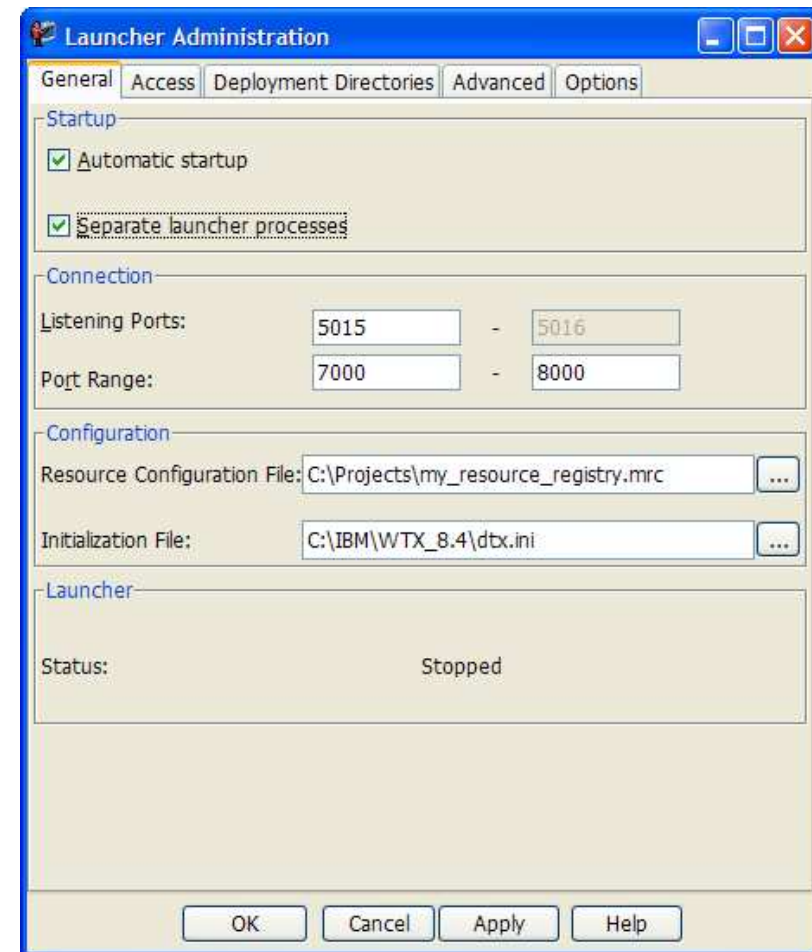 Launcher Administration
General Access Deployment Directories Advanced Options
Startup
Automatic startup
Separate launcher processes
Connection
Listening Ports: 5015 - 5016
Port Range: 7000 - 8000
Configuration
Resource Configuration File: C:\Projects\my_resource_registry.mrc ...
Initialization File: C:\IBM\WTX_8.4\dtx.ini ...
Launcher
Status: Stopped
OK Cancel Apply Help